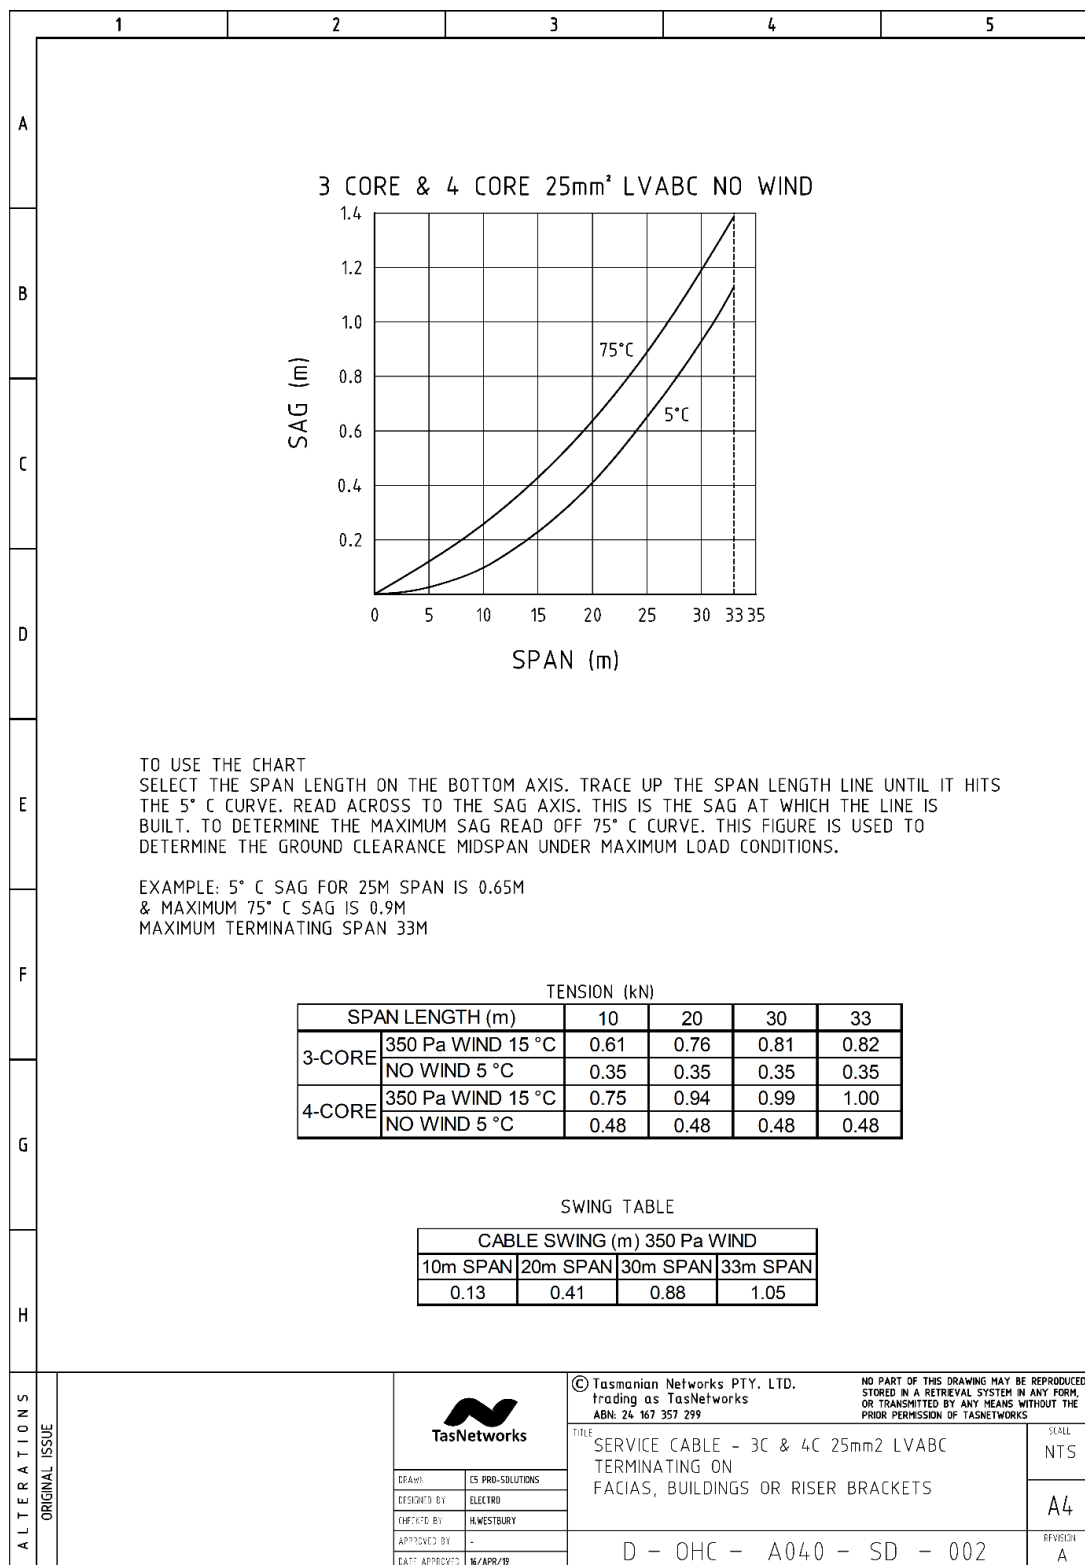 1 2 3 4 5
A
B
C
D
E
F
G
H
3 CORE & 4 CORE 25mm² LVABC NO WIND
1.4
1.2
1.0
0.8
0.6
0.4
0.2
SAG (m)
75°C
5°C
0 5 10 15 20 25 30 33 35
SPAN (m)
TO USE THE CHART
SELECT THE SPAN LENGTH ON THE BOTTOM AXIS. TRACE UP THE SPAN LENGTH LINE UNTIL IT HITS
THE 5° C CURVE. READ ACROSS TO THE SAG AXIS. THIS IS THE SAG AT WHICH THE LINE IS
BUILT. TO DETERMINE THE MAXIMUM SAG READ OFF 75° C CURVE. THIS FIGURE IS USED TO
DETERMINE THE GROUND CLEARANCE MIDSPAN UNDER MAXIMUM LOAD CONDITIONS.
EXAMPLE: 5° C SAG FOR 25M SPAN IS 0.65M
& MAXIMUM 75° C SAG IS 0.9M
MAXIMUM TERMINATING SPAN 33M
TENSION (kN)
SPAN LENGTH (m) 10 20 30 33
3-CORE 350 Pa WIND 15 °C 0.61 0.76 0.81 0.82
NO WIND 5 °C 0.35 0.35 0.35 0.35
4-CORE 350 Pa WIND 15 °C 0.75 0.94 0.99 1.00
NO WIND 5 °C 0.48 0.48 0.48 0.48
SWING TABLE
CABLE SWING (m) 350 Pa WIND
10m SPAN 20m SPAN 30m SPAN 33m SPAN
0.13 0.41 0.88 1.05
ALTERATIONS
ORIGINAL ISSUE
TasNetworks
DRAWN CS PRO-SOLUTIONS
DESIGNED BY ELECTRO
CHECKED BY H.WESTBURY
APPROVED BY -
DATE APPROVED 16/APR/19
© Tasmanian Networks PTY. LTD.
trading as TasNetworks
ABN: 24 167 357 299
NO PART OF THIS DRAWING MAY BE REPRODUCED
STORED IN A RETRIEVAL SYSTEM IN ANY FORM,
OR TRANSMITTED BY ANY MEANS WITHOUT THE
PRIOR PERMISSION OF TASNETWORKS
TITLE
SERVICE CABLE - 3C & 4C 25mm2 LVABC
TERMINATING ON
FACIAS, BUILDINGS OR RISER BRACKETS
SCALE
NTS
A4
D - OHC - A040 - SD - 002
REVISION
A